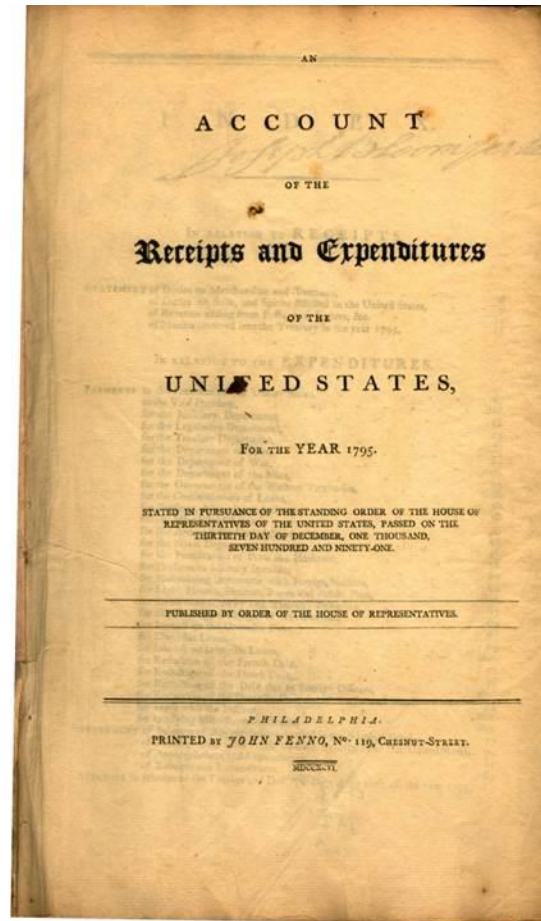 AN
ACCOUNT
OF THE
Receipts and Expenditures
OF THE
UNITED STATES,
FOR THE YEAR 1795.
STATED IN PURSUANCE OF THE STANDING ORDER OF THE HOUSE OF
REPRESENTATIVES OF THE UNITED STATES, PASSED ON THE
THIRTIETH DAY OF DECEMBER, ONE THOUSAND,
SEVEN HUNDRED AND NINETY-ONE.
PUBLISHED BY ORDER OF THE HOUSE OF REPRESENTATIVES.
PHILADELPHIA.
PRINTED BY JOHN FENNO, No. 119, CHESNUT-STREET.
MDCCXCVI.